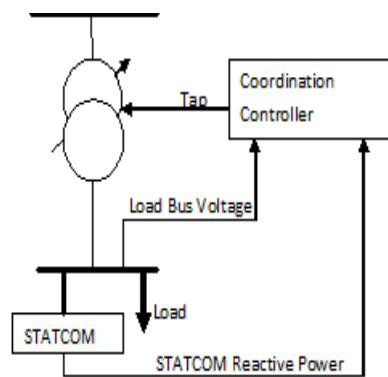 Coordination
Controller
Tap
Load Bus Voltage
Load
STATCOM
STATCOM Reactive Power